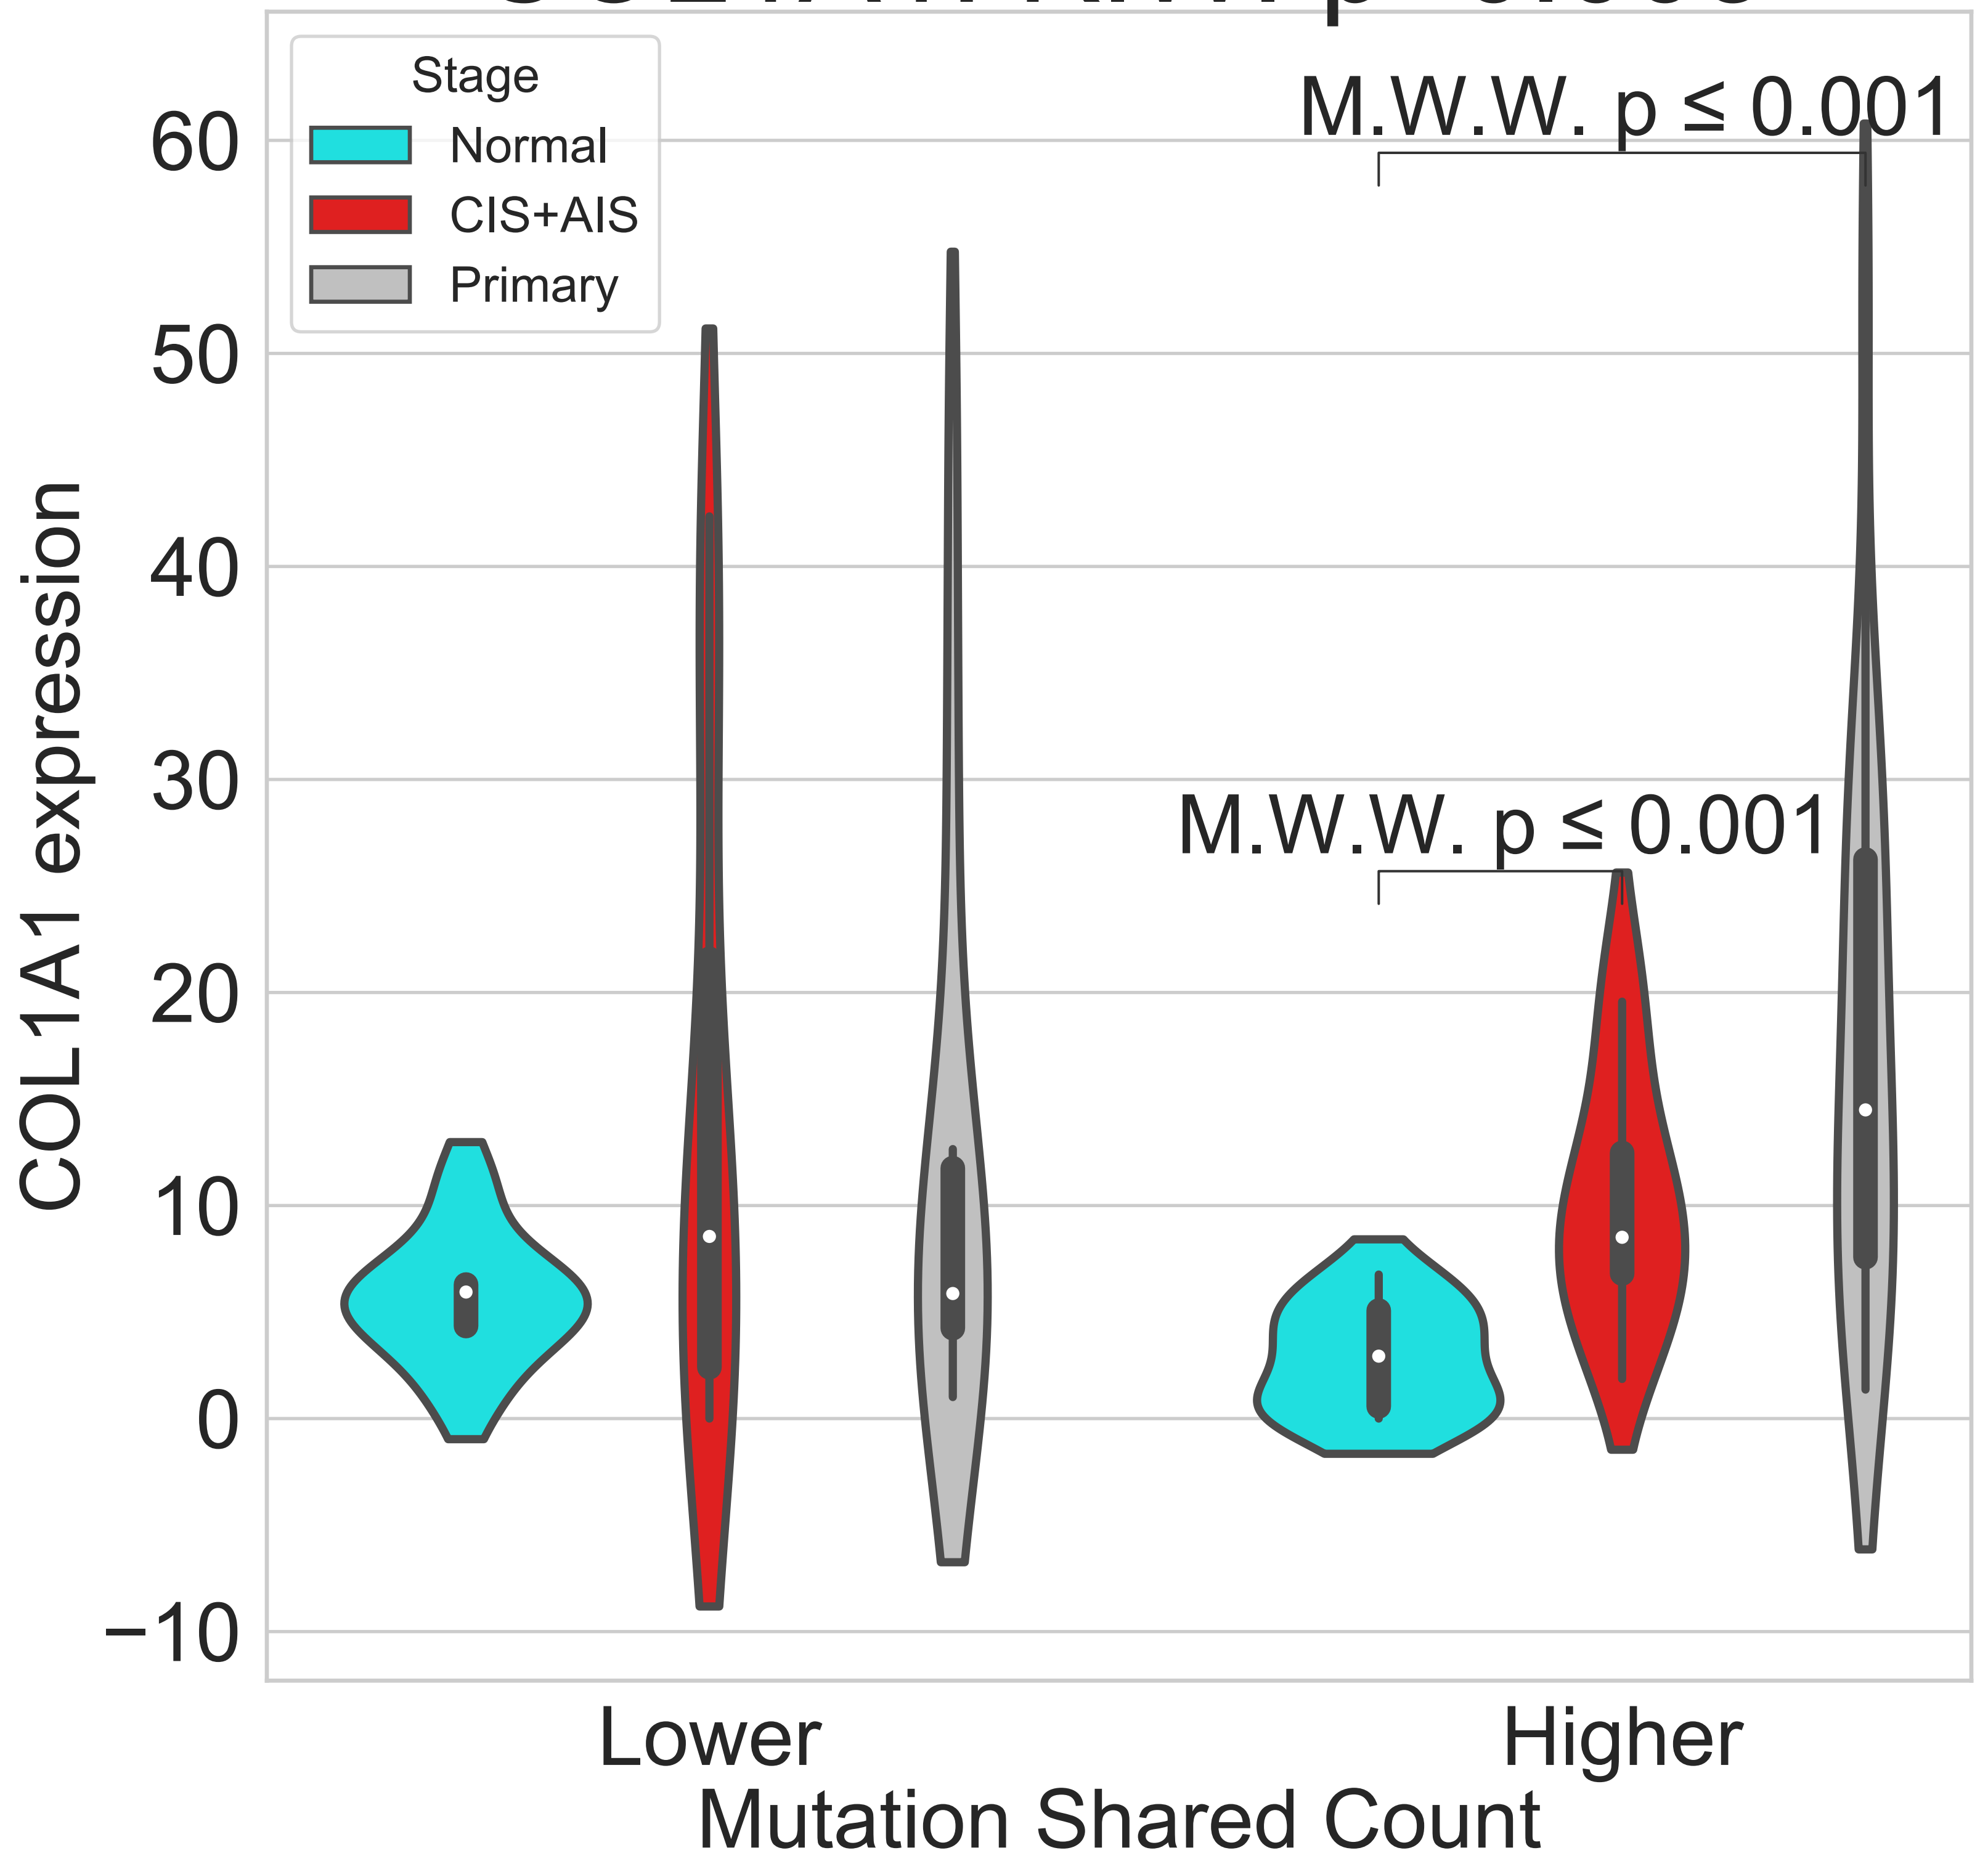 Stage
Normal
CIS+AIS
Primary
M.W.W. p ≤ 0.001
M.W.W. p ≤ 0.001
60
50
40
30
20
10
0
−10
COL1A1 expression
Lower
Higher
Mutation Shared Count